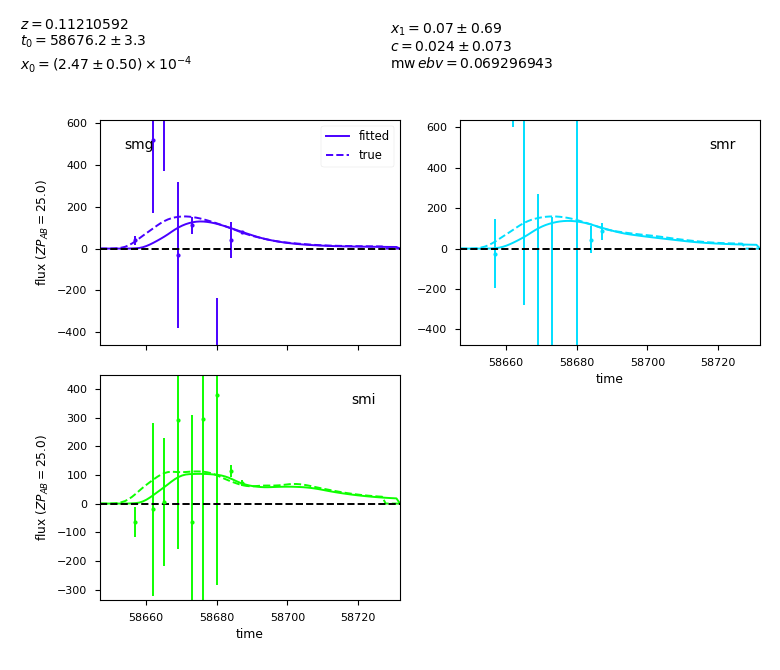 z = 0.11210592
t₀ = 58676.2 ± 3.3
x₀ = (2.47 ± 0.50) × 10⁻⁴
x₁ = 0.07 ± 0.69
c = 0.024 ± 0.073
mw ebv = 0.069296943
smg
fitted
true
600
400
200
0
−200
−400
flux (ZP_AB = 25.0)
smr
600
400
200
0
−200
−400
58660 58680 58700 58720
time
smi
400
300
200
100
0
−100
−200
−300
flux (ZP_AB = 25.0)
58660 58680 58700 58720
time